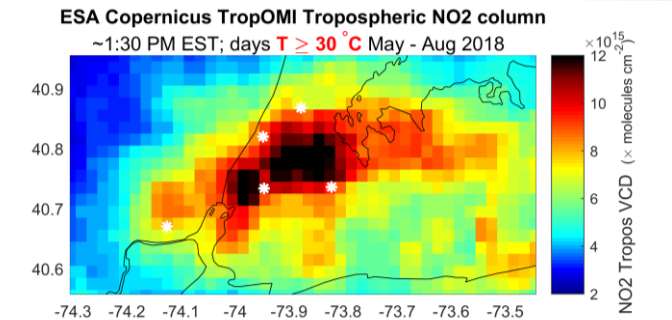 ESA Copernicus TropOMI Tropospheric NO2 column
~1:30 PM EST; days T ≥ 30 °C May - Aug 2018
×10¹⁵
12
10
8
6
4
2
NO2 Tropos VCD (× molecules cm⁻²)
40.9
40.8
40.7
40.6
-74.3 -74.2 -74.1 -74 -73.9 -73.8 -73.7 -73.6 -73.5